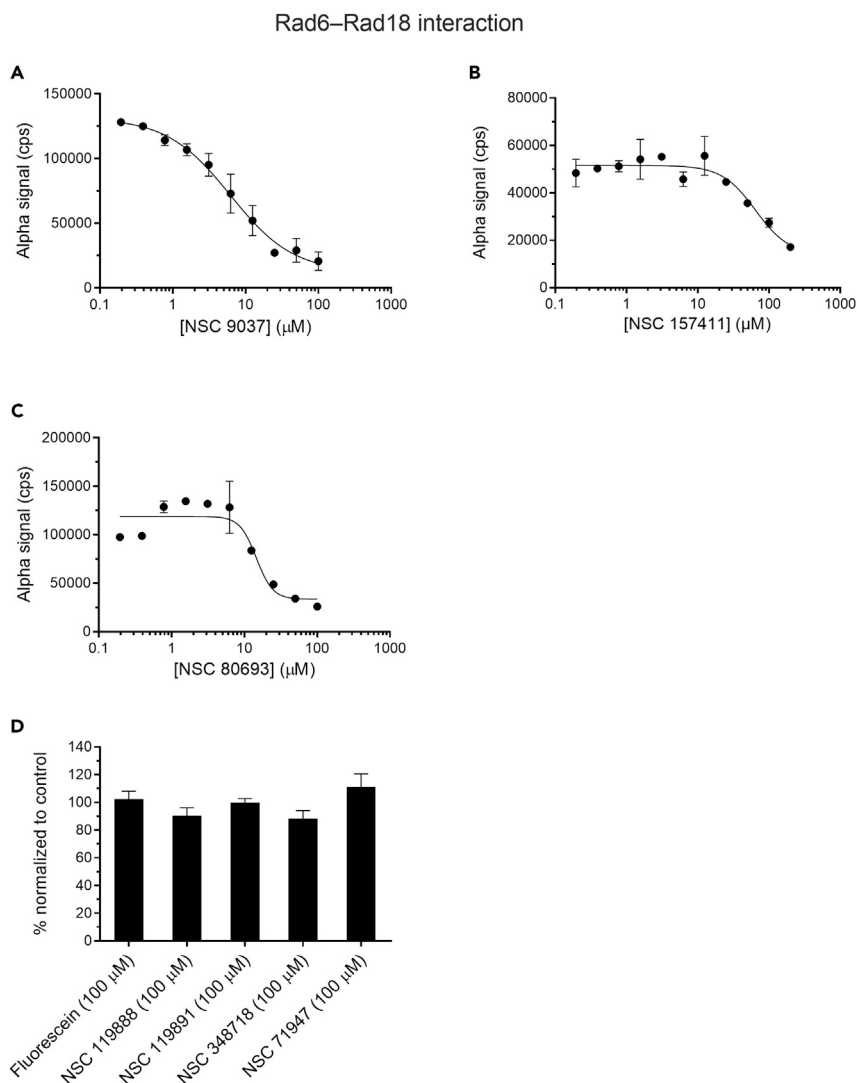 Rad6–Rad18 interaction
A
Alpha signal (cps)
150000
100000
50000
0
0.1 1 10 100 1000
[NSC 9037] (μM)
B
Alpha signal (cps)
80000
60000
40000
20000
0
0.1 1 10 100 1000
[NSC 157411] (μM)
C
Alpha signal (cps)
200000
150000
100000
50000
0
0.1 1 10 100 1000
[NSC 80693] (μM)
D
% normalized to control
140
120
100
80
60
40
20
0
Fluorescein (100 μM)
NSC 119888 (100 μM)
NSC 119891 (100 μM)
NSC 348718 (100 μM)
NSC 71947 (100 μM)